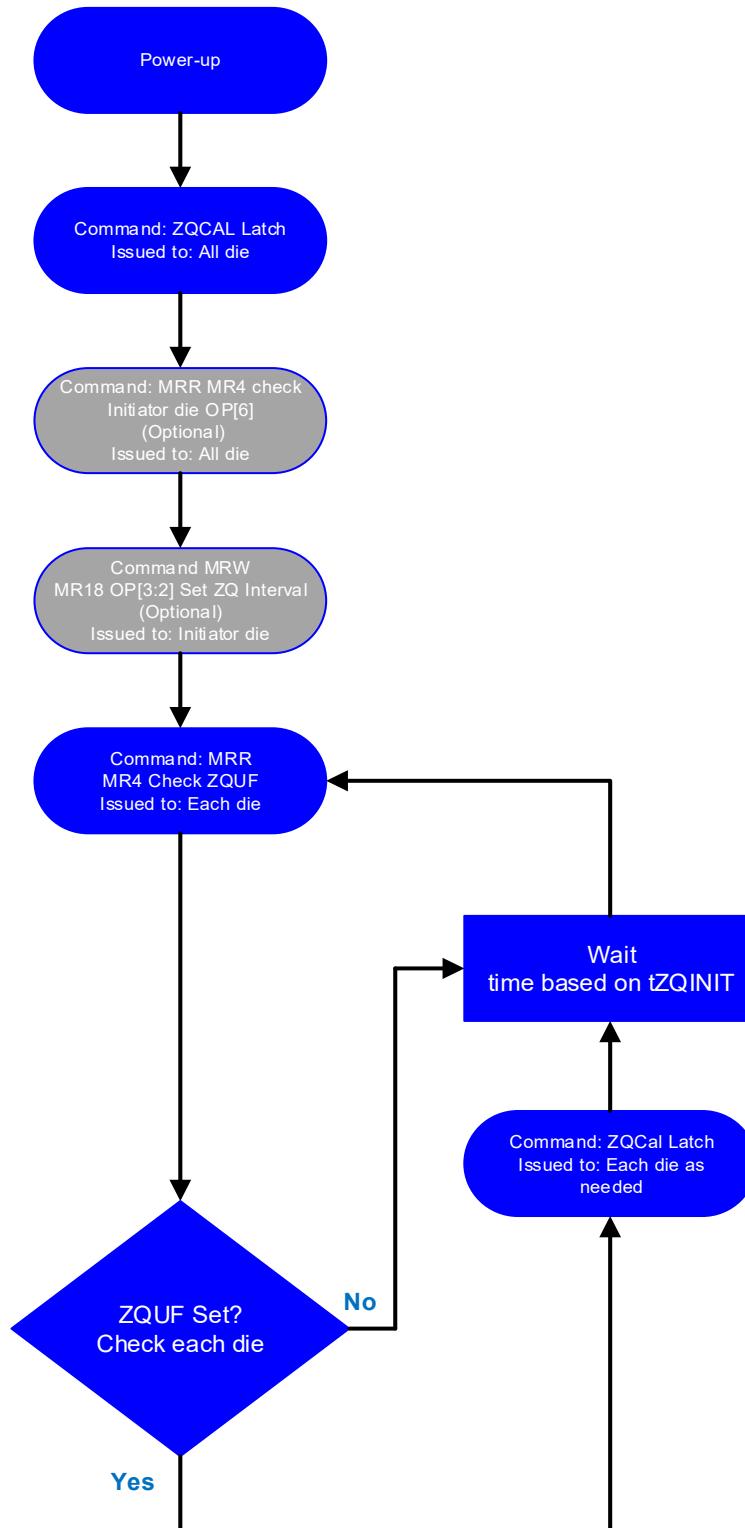 Power-up
Command: ZQCAL Latch
Issued to: All die
Command: MRR MR4 check
Initiator die OP[6]
(Optional)
Issued to: All die
Command MRW
MR18 OP[3:2] Set ZQ Interval
(Optional)
Issued to: Initiator die
Command: MRR
MR4 Check ZQUF
Issued to: Each die
Wait
time based on tZQINIT
Command: ZQCal Latch
Issued to: Each die as
needed
ZQUF Set?
Check each die
No
Yes